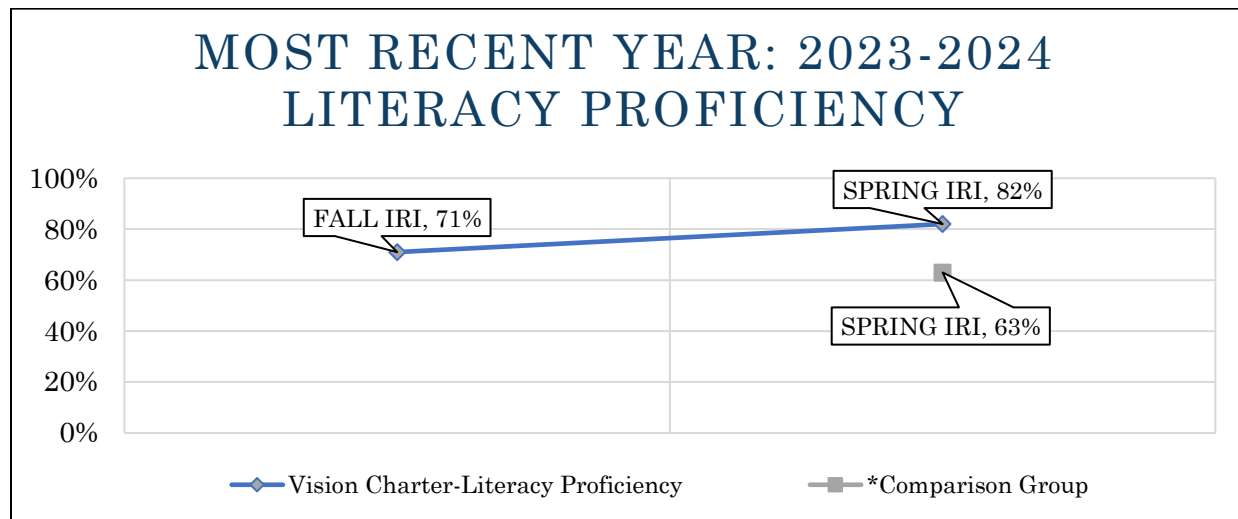 MOST RECENT YEAR: 2023-2024
LITERACY PROFICIENCY
100%
80%
60%
40%
20%
0%
FALL IRI, 71%
SPRING IRI, 82%
SPRING IRI, 63%
Vision Charter-Literacy Proficiency
*Comparison Group